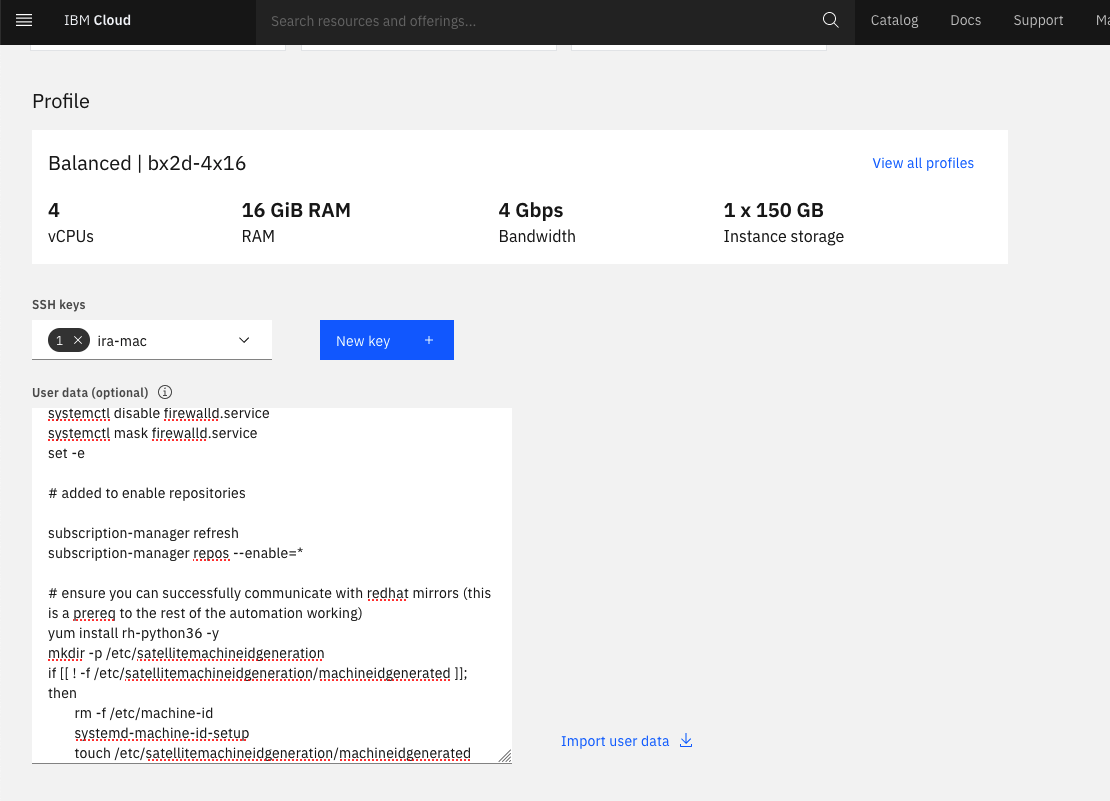 IBM Cloud
Search resources and offerings...
Catalog
Docs
Support
Ma
Profile
Balanced | bx2d-4x16
View all profiles
4
vCPUs
16 GiB RAM
RAM
4 Gbps
Bandwidth
1 x 150 GB
Instance storage
SSH keys
1 × ira-mac
New key +
User data (optional)
systemctl disable firewalld.service
systemctl mask firewalld.service
set -e
# added to enable repositories
subscription-manager refresh
subscription-manager repos --enable=*
# ensure you can successfully communicate with redhat mirrors (this
is a prereq to the rest of the automation working)
yum install rh-python36 -y
mkdir -p /etc/satellitemachineidgeneration
if [[ ! -f /etc/satellitemachineidgeneration/machineidgenerated ]];
then
rm -f /etc/machine-id
systemd-machine-id-setup
touch /etc/satellitemachineidgeneration/machineidgenerated
Import user data